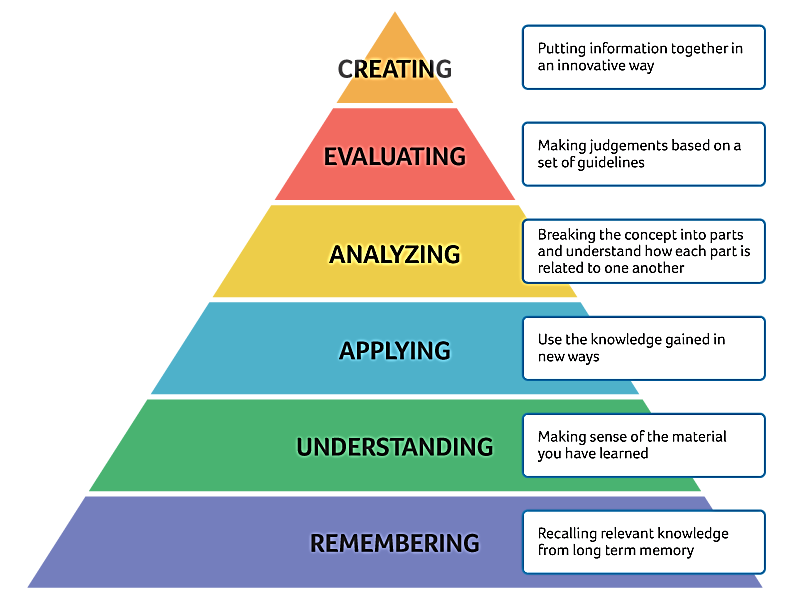 CREATING
Putting information together in
an innovative way
EVALUATING
Making judgements based on a
set of guidelines
ANALYZING
Breaking the concept into parts
and understand how each part is
related to one another
APPLYING
Use the knowledge gained in
new ways
UNDERSTANDING
Making sense of the material
you have learned
REMEMBERING
Recalling relevant knowledge
from long term memory